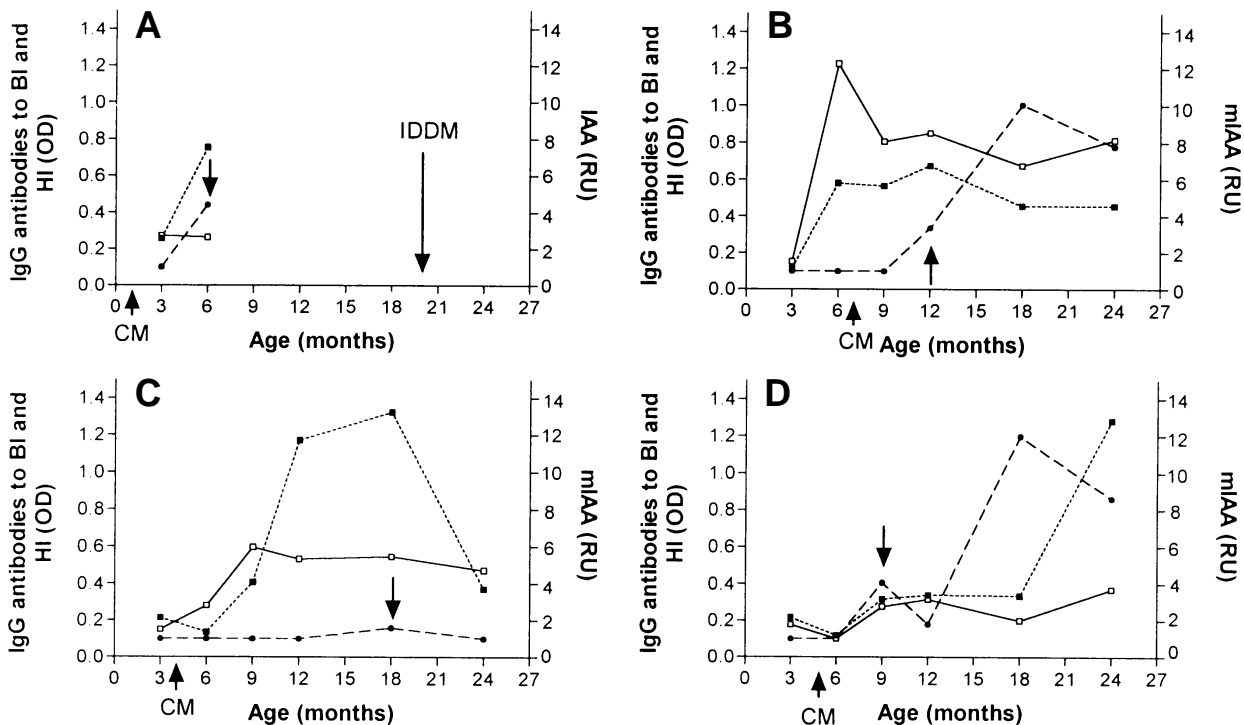 A
IgG antibodies to BI and
HI (OD)
1.4
1.2
1.0
0.8
0.6
0.4
0.2
0.0
IDDM
14
12
10
8
6
4
2
0
IAA (RU)
0 3 6 9 12 15 18 21 24 27
CM
Age (months)
B
IgG antibodies to BI and
HI (OD)
1.4
1.2
1.0
0.8
0.6
0.4
0.2
0.0
14
12
10
8
6
4
2
0
mIAA (RU)
0 3 6 9 12 15 18 21 24 27
CM Age (months)
C
IgG antibodies to BI and
HI (OD)
1.4
1.2
1.0
0.8
0.6
0.4
0.2
0.0
14
12
10
8
6
4
2
0
mIAA (RU)
0 3 6 9 12 15 18 21 24 27
CM
Age (months)
D
IgG antibodies to BI and
HI (OD)
1.4
1.2
1.0
0.8
0.6
0.4
0.2
0.0
14
12
10
8
6
4
2
0
mIAA (RU)
0 3 6 9 12 15 18 21 24 27
CM
Age (months)